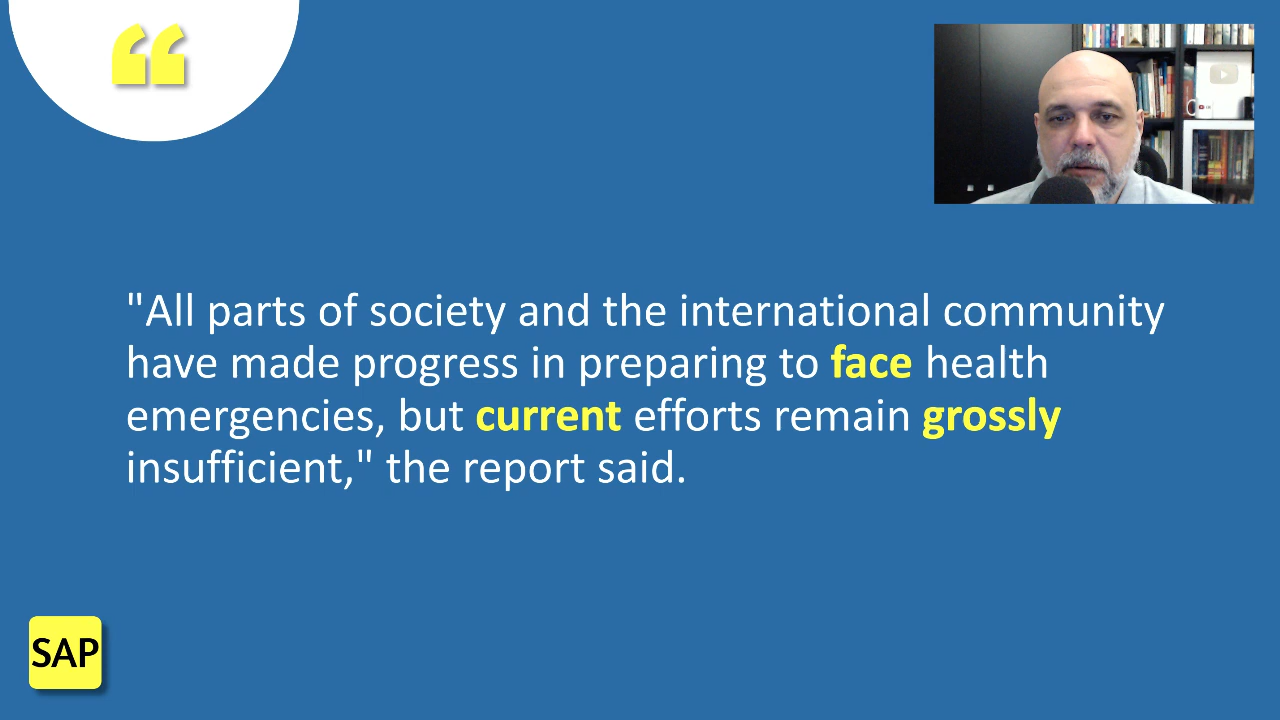 "All parts of society and the international community
have made progress in preparing to face health
emergencies, but current efforts remain grossly
insufficient," the report said.
SAP